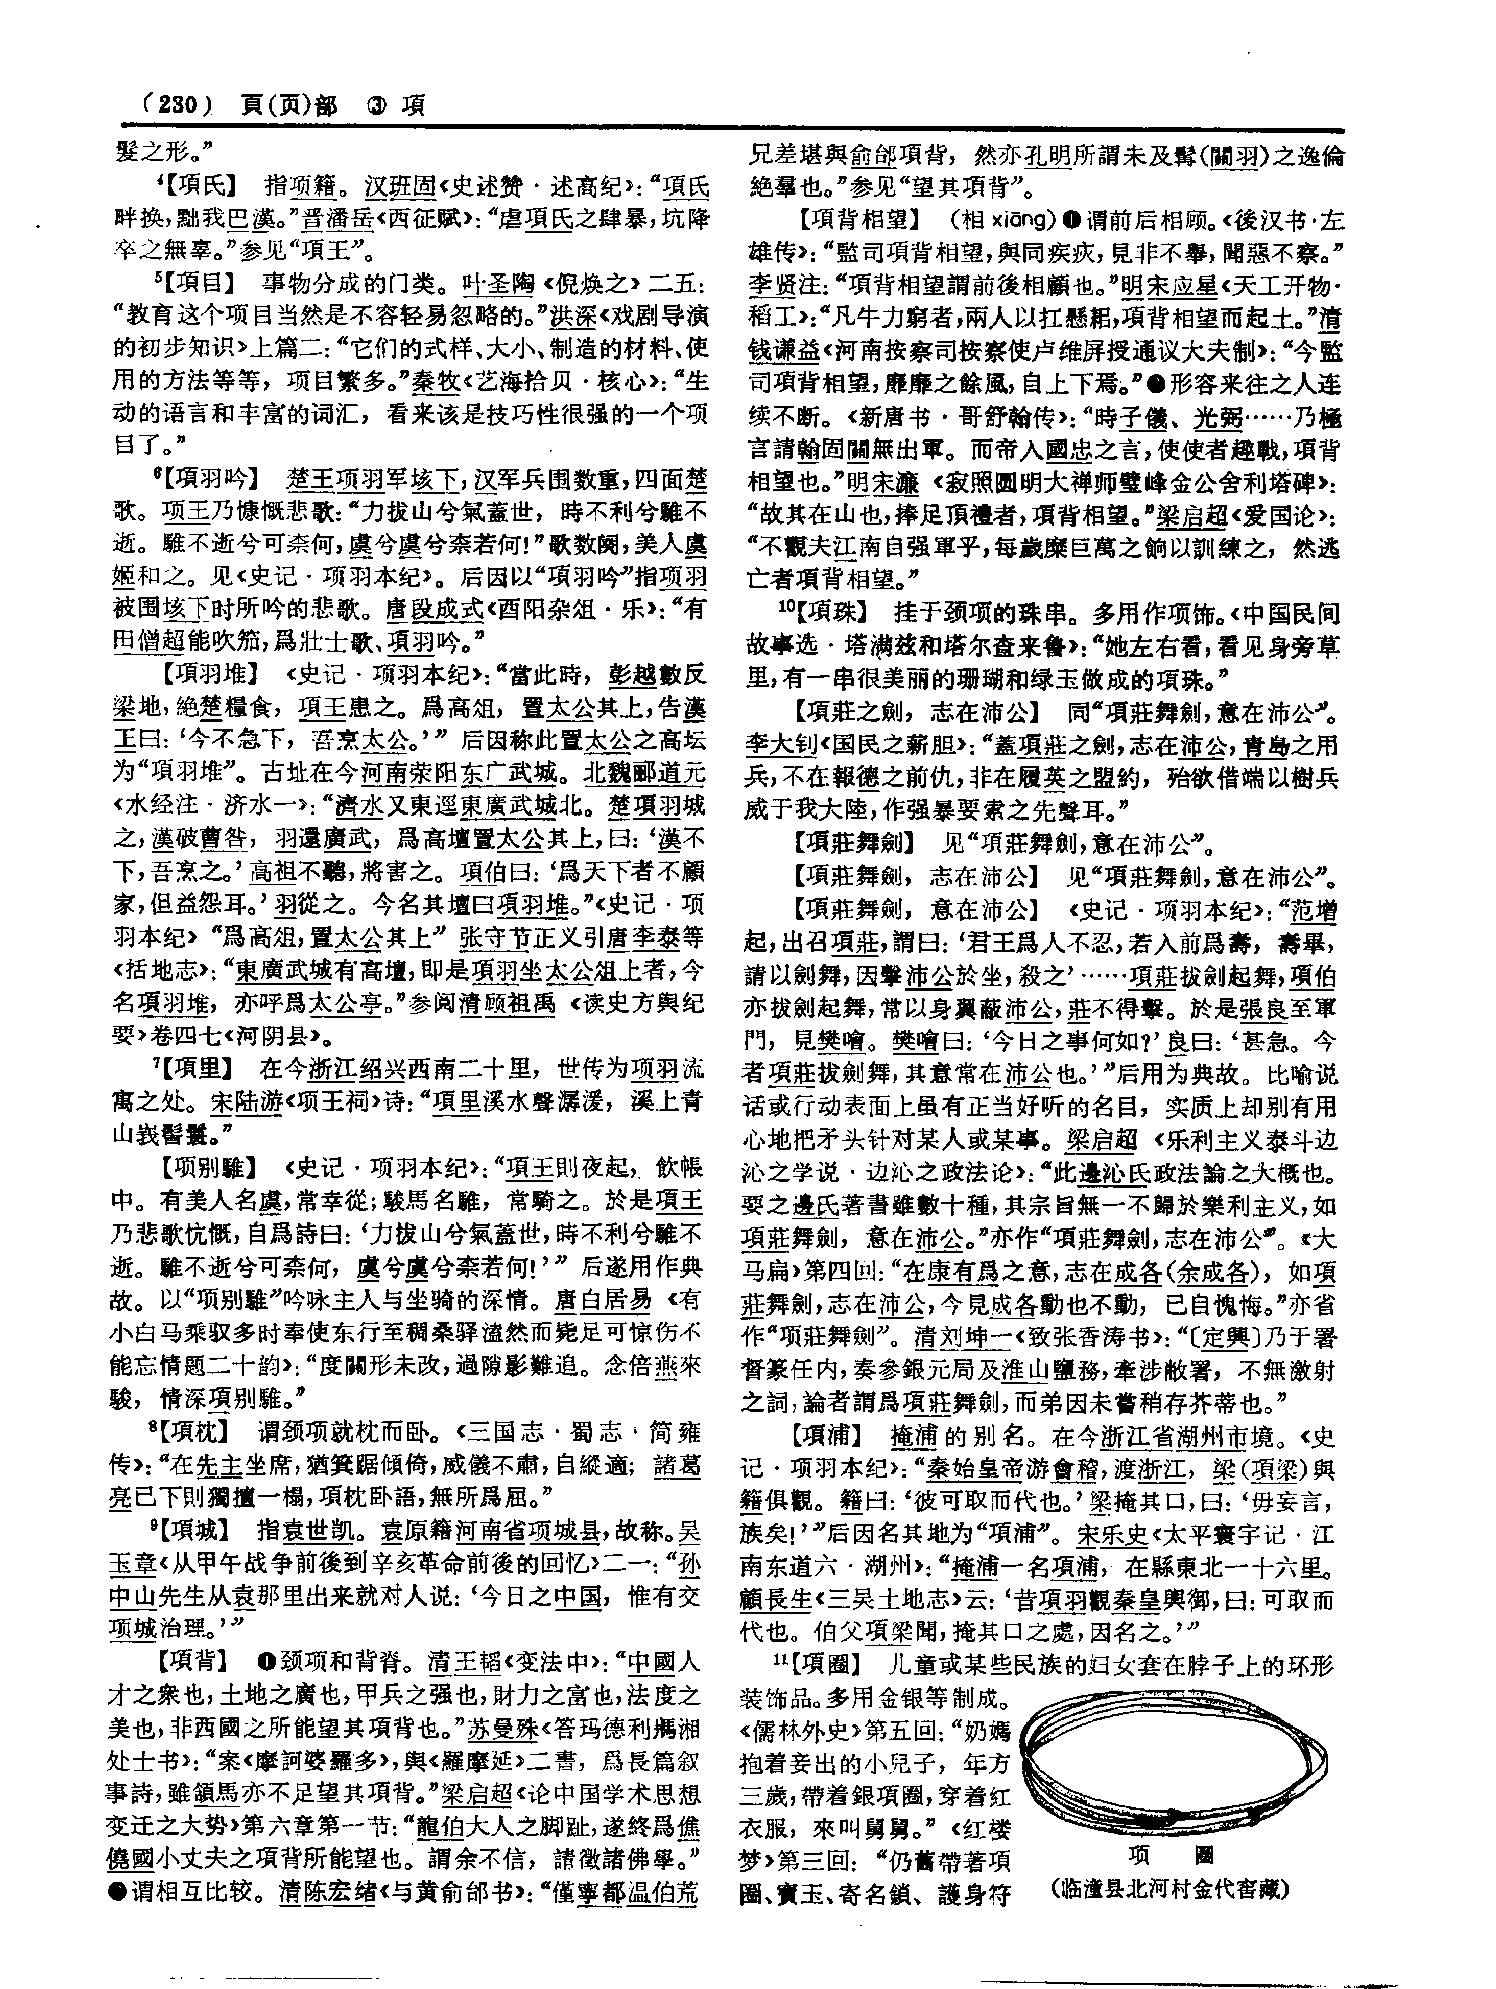 （230） 頁(页)部 ③ 項
髮之形。”
⁴【項氏】 指项籍。汉班固《史述赞·述高纪》：“項氏
畔换，黜我巴漢。”晋潘岳《西征赋》：“虐項氏之肆暴，坑降
卒之無辜。”参见“項王”。
⁵【項目】 事物分成的门类。叶圣陶《倪焕之》二五：
“教育这个项目当然是不容轻易忽略的。”洪深《戏剧导演
的初步知识》上篇二：“它们的式样、大小、制造的材料、使
用的方法等等，项目繁多。”秦牧《艺海拾贝·核心》：“生
动的语言和丰富的词汇，看来该是技巧性很强的一个项
目了。”
⁶【項羽吟】 楚王项羽军垓下，汉军兵围数重，四面楚
歌。项王乃慷慨悲歌：“力拔山兮氣蓋世，時不利兮騅不
逝。騅不逝兮可柰何，虞兮虞兮柰若何！”歌数阕，美人虞
姬和之。见《史记·项羽本纪》。后因以“項羽吟”指项羽
被围垓下时所吟的悲歌。唐段成式《酉阳杂俎·乐》：“有
田僧超能吹笳，爲壯士歌、項羽吟。”
【項羽堆】 《史记·项羽本纪》：“當此時，彭越數反
梁地，絶楚糧食，項王患之。爲高俎，置太公其上，告漢
王曰：‘今不急下，吾烹太公。’”后因称此置太公之高坛
为“項羽堆”。古址在今河南荥阳东广武城。北魏郦道元
《水经注·济水一》：“濟水又東逕東廣武城北。楚項羽城
之，漢破曹咎，羽還廣武，爲高壇置太公其上，曰：‘漢不
下，吾烹之。’高祖不聽，將害之。項伯曰：‘爲天下者不顧
家，但益怨耳。’羽從之。今名其壇曰項羽堆。”《史记·项
羽本纪》“爲高俎，置太公其上”张守节正义引唐李泰等
《括地志》：“東廣武城有高壇，即是項羽坐太公俎上者，今
名項羽堆，亦呼爲太公亭。”参阅清顾祖禹《读史方舆纪
要》卷四七《河阴县》。
⁷【項里】 在今浙江绍兴西南二十里，世传为项羽流
寓之处。宋陆游《项王祠》诗：“項里溪水聲潺湲，溪上青
山峩髻鬟。”
【项别騅】 《史记·项羽本纪》：“項王則夜起，飲帳
中。有美人名虞，常幸從；駿馬名騅，常騎之。於是項王
乃悲歌忼慨，自爲詩曰：‘力拔山兮氣蓋世，時不利兮騅不
逝。騅不逝兮可柰何，虞兮虞兮柰若何！’”后遂用作典
故。以“项别騅”吟咏主人与坐骑的深情。唐白居易《有
小白马乘驭多时奉使东行至稠桑驿溘然而毙足可惊伤不
能忘情题二十韵》：“度關形未改，過隙影難追。念倍燕來
駿，情深項别騅。”
⁸【項枕】 谓颈项就枕而卧。《三国志·蜀志·简雍
传》：“在先主坐席，猶箕踞傾倚，威儀不肅，自縱適；諸葛
亮已下則獨擅一榻，項枕卧語，無所爲屈。”
⁹【項城】 指袁世凯。袁原籍河南省项城县，故称。吴
玉章《从甲午战争前後到辛亥革命前後的回忆》二一：“孙
中山先生从袁那里出来就对人说：‘今日之中国，惟有交
项城治理。’”
【項背】 ❶颈项和背脊。清王韬《变法中》：“中國人
才之衆也，土地之廣也，甲兵之强也，財力之富也，法度之
美也，非西國之所能望其項背也。”苏曼殊《答玛德利瑪湘
处士书》：“案《摩訶婆羅多》，與《羅摩延》二書，爲長篇叙
事詩，雖頷馬亦不足望其項背。”梁启超《论中国学术思想
变迁之大势》第六章第一节：“龍伯大人之脚趾，遂終爲僬
僥國小丈夫之項背所能望也。謂余不信，請徵諸佛學。”
❷谓相互比较。清陈宏绪《与黄俞邰书》：“僅寧都温伯荒
兄差堪與俞邰項背，然亦孔明所謂未及髯(關羽)之逸倫
絶羣也。”参见“望其項背”。
【項背相望】 (相 xiāng)❶谓前后相顾。《後汉书·左
雄传》：“監司項背相望，與同疾疢，見非不舉，聞惡不察。”
李贤注：“項背相望謂前後相顧也。”明宋应星《天工开物·
稻工》：“凡牛力窮者，兩人以扛懸耜，項背相望而起土。”清
钱谦益《河南按察司按察使卢维屏授通议大夫制》：“今監
司項背相望，靡靡之餘風，自上下焉。”❷形容来往之人连
续不断。《新唐书·哥舒翰传》：“時子儀、光弼……乃極
言請翰固關無出軍。而帝入國忠之言，使使者趣戰，項背
相望也。”明宋濂《寂照圆明大禅师璧峰金公舍利塔碑》：
“故其在山也，捧足頂禮者，項背相望。”梁启超《爱国论》：
“不觀夫江南自强軍乎，每歲糜巨萬之餉以訓練之，然逃
亡者項背相望。”
¹⁰【項珠】 挂于颈项的珠串。多用作项饰。《中国民间
故事选·塔满兹和塔尔查来鲁》：“她左右看，看见身旁草
里，有一串很美丽的珊瑚和绿玉做成的項珠。”
【項莊之劍，志在沛公】 同“項莊舞劍，意在沛公”。
李大钊《国民之薪胆》：“蓋項莊之劍，志在沛公，青島之用
兵，不在報德之前仇，非在履英之盟約，殆欲借端以樹兵
威于我大陸，作强暴要索之先聲耳。”
【項莊舞劍】 见“項莊舞劍，意在沛公”。
【項莊舞劍，志在沛公】 见“項莊舞劍，意在沛公”。
【項莊舞劍，意在沛公】 《史记·项羽本纪》：“范增
起，出召項莊，謂曰：‘君王爲人不忍，若入前爲壽，壽畢，
請以劍舞，因擊沛公於坐，殺之’……項莊拔劍起舞，項伯
亦拔劍起舞，常以身翼蔽沛公，莊不得擊。於是張良至軍
門，見樊噲。樊噲曰：‘今日之事何如？’良曰：‘甚急。今
者項莊拔劍舞，其意常在沛公也。’”后用为典故。比喻说
话或行动表面上虽有正当好听的名目，实质上却别有用
心地把矛头针对某人或某事。梁启超《乐利主义泰斗边
沁之学说·边沁之政法论》：“此邊沁氏政法論之大概也。
要之邊氏著書雖數十種，其宗旨無一不歸於樂利主义，如
項莊舞劍，意在沛公。”亦作“項莊舞劍，志在沛公”。《大
马扁》第四回：“在康有爲之意，志在成各(余成各)，如項
莊舞劍，志在沛公，今見成各動也不動，已自愧悔。”亦省
作“项莊舞劍”。清刘坤一《致张香涛书》：“〔定興〕乃于署
督篆任内，奏参銀元局及淮山鹽務，牽涉敝署，不無激射
之詞，論者謂爲項莊舞劍，而弟因未嘗稍存芥蒂也。”
【項浦】 掩浦的别名。在今浙江省湖州市境。《史
记·项羽本纪》：“秦始皇帝游會稽，渡浙江，梁(項梁)與
籍俱觀。籍曰：‘彼可取而代也。’梁掩其口，曰：‘毋妄言，
族矣！’”后因名其地为“項浦”。宋乐史《太平寰宇记·江
南东道六·湖州》：“掩浦一名項浦，在縣東北一十六里。
顧長生《三吴土地志》云：‘昔項羽觀秦皇輿御，曰：可取而
代也。伯父項梁聞，掩其口之處，因名之。’”
¹¹【項圈】 儿童或某些民族的妇女套在脖子上的环形
装饰品。多用金银等制成。
《儒林外史》第五回：“奶媽
抱着妾出的小兒子，年方
三歲，帶着銀項圈，穿着红
衣服，來叫舅舅。”《红楼
梦》第三回：“仍舊帶著項
圈、寶玉、寄名鎖、護身符
项 圈
(临潼县北河村金代窖藏)